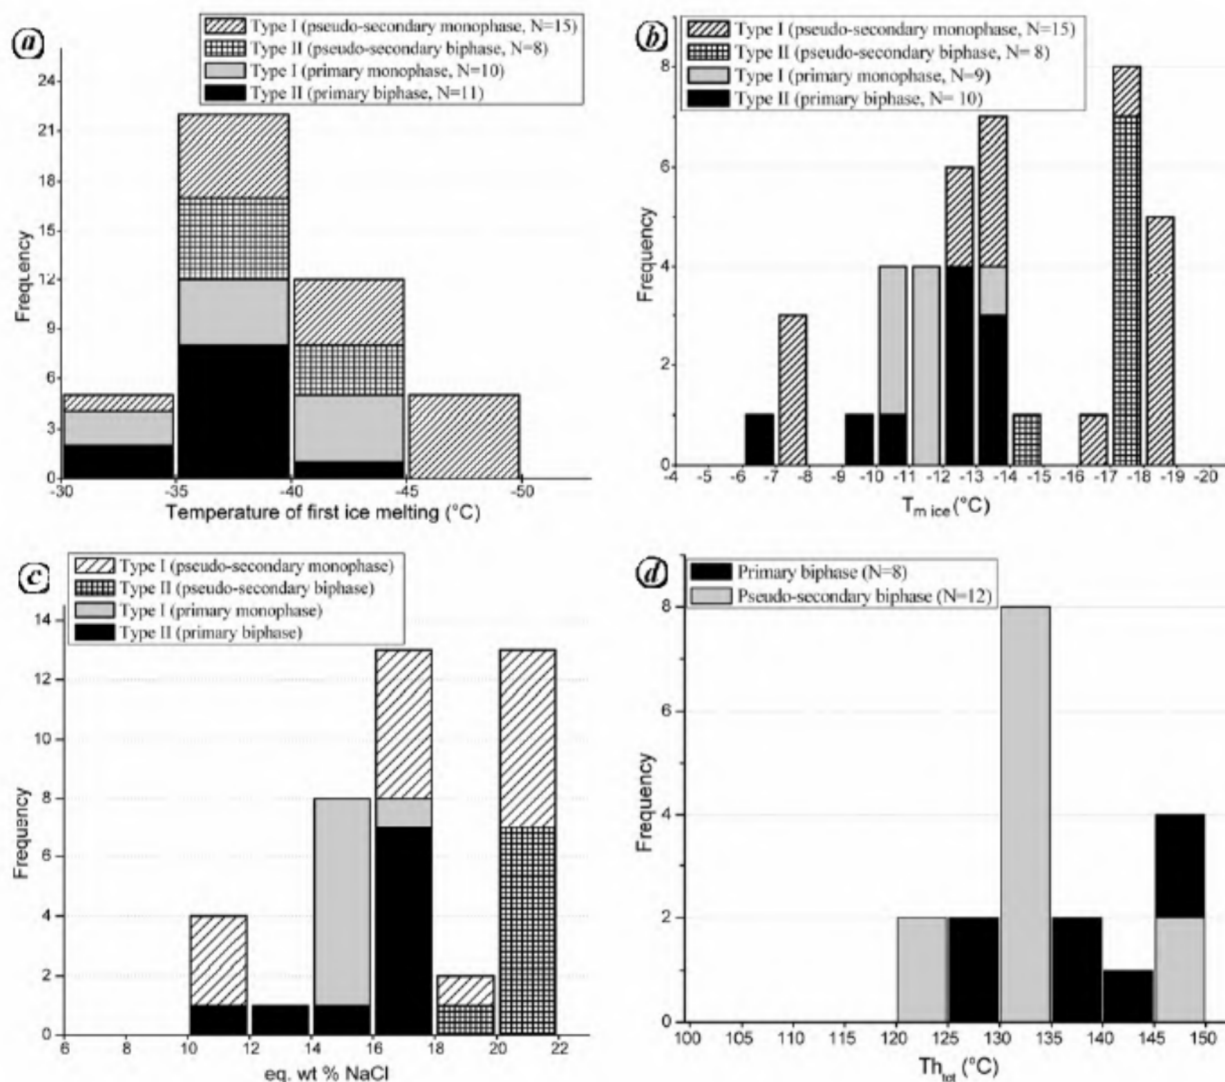 a
Type I (pseudo-secondary monophase, N=15)
Type II (pseudo-secondary biphase, N=8)
Type I (primary monophase, N=10)
Type II (primary biphase, N=11)
24
21
18
15
12
9
6
3
0
Frequency
-30 -35 -40 -45 -50
Temperature of first ice melting (°C)
b
Type I (pseudo-secondary monophase, N=15)
Type II (pseudo-secondary biphase, N= 8)
Type I (primary monophase, N=9)
Type II (primary biphase, N= 10)
8
6
4
2
0
Frequency
-4 -5 -6 -7 -8 -9 -10 -11 -12 -13 -14 -15 -16 -17 -18 -19 -20
Tm ice (°C)
c
Type I (pseudo-secondary monophase)
Type II (pseudo-secondary biphase)
Type I (primary monophase)
Type II (primary biphase)
14
12
10
8
6
4
2
0
Frequency
6 8 10 12 14 16 18 20 22
eq. wt % NaCl
d
Primary biphase (N=8)
Pseudo-secondary biphase (N=12)
8
6
4
2
0
Frequency
100 105 110 115 120 125 130 135 140 145 150
Thtot (°C)